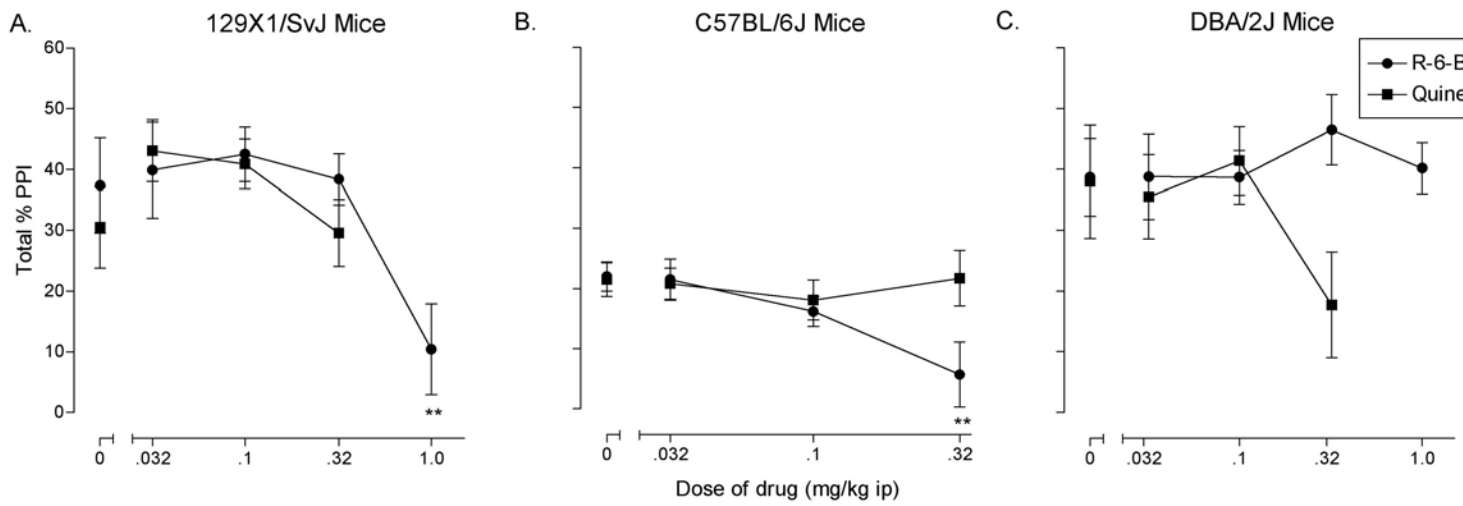 A. 129X1/SvJ Mice
B. C57BL/6J Mice
C. DBA/2J Mice
R-6-B
Quine
Total % PPI
60
50
40
30
20
10
0
**
**
0 .032 .1 .32 1.0
0 .032 .1 .32
0 .032 .1 .32 1.0
Dose of drug (mg/kg ip)